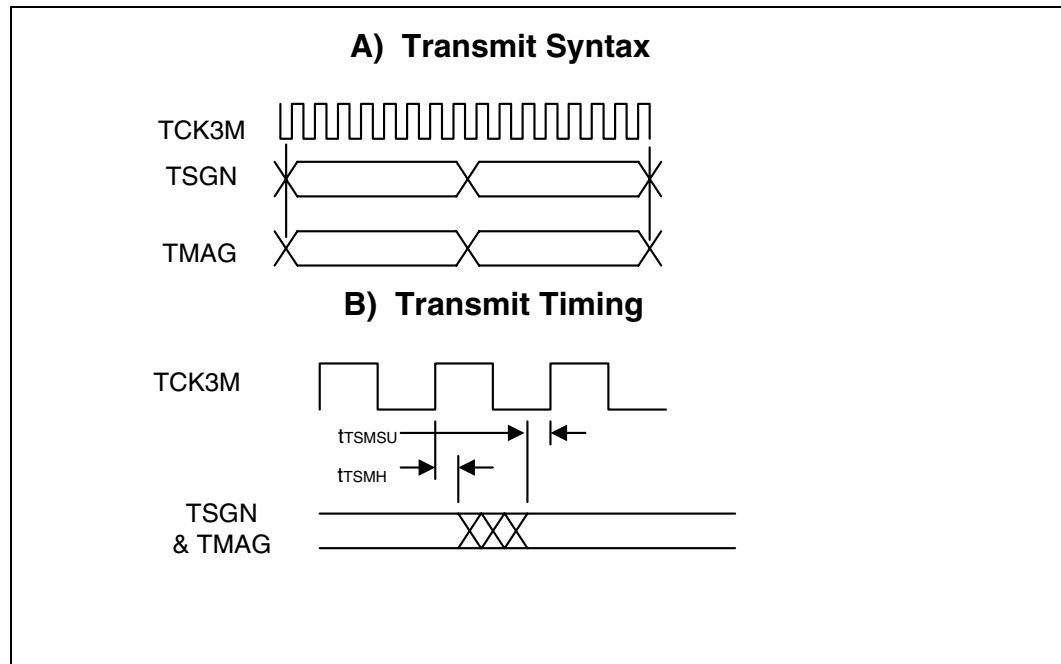 A) Transmit Syntax
TCK3M
TSGN
TMAG
B) Transmit Timing
TCK3M
tTSMSU
tTSMH
TSGN
& TMAG